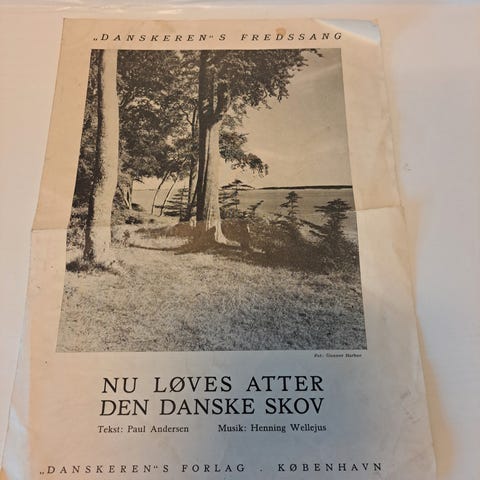 „DANSKEREN“S FREDSSANG
Fot: Gunnar
NU LØVES ATTER
DEN DANSKE SKOV
Tekst: Paul Andersen Musik: Henning Wellejus
„DANSKEREN“S FORLAG . KØBENHAVN